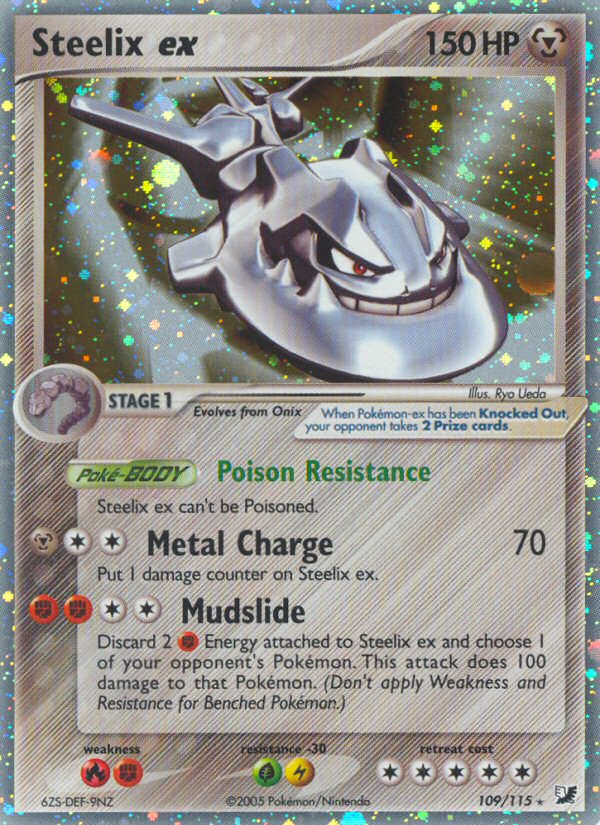 Steelix ex 150 HP
Illus. Ryo Ueda
STAGE 1
Evolves from Onix
When Pokémon-ex has been Knocked Out,
your opponent takes 2 Prize cards.
Poké-BODY Poison Resistance
Steelix ex can't be Poisoned.
Metal Charge 70
Put 1 damage counter on Steelix ex.
Mudslide
Discard 2 Energy attached to Steelix ex and choose 1
of your opponent's Pokémon. This attack does 100
damage to that Pokémon. (Don't apply Weakness and
Resistance for Benched Pokémon.)
weakness resistance -30 retreat cost
6ZS-DEF-9NZ ©2005 Pokémon/Nintendo 109/115